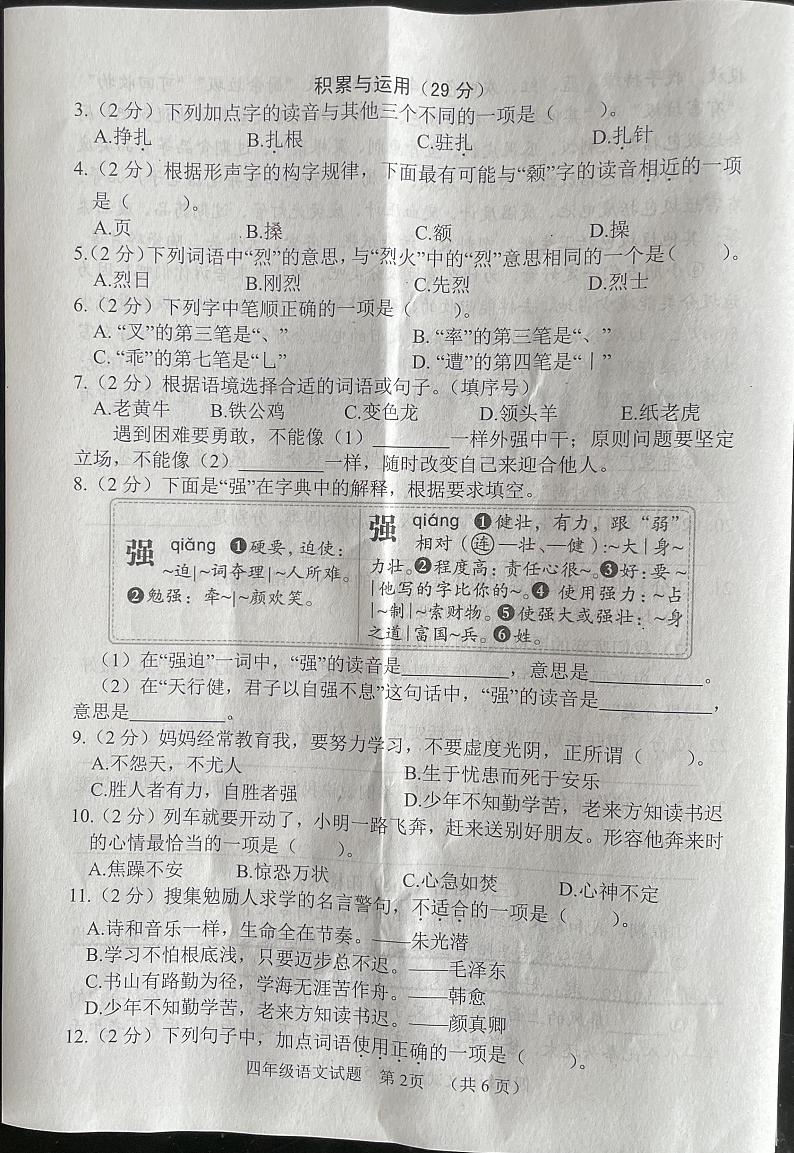 积累与运用（29 分）
3.（2 分）下列加点字的读音与其他三个不同的一项是（　　）。
A.挣扎　B.扎根　C.驻扎　D.扎针
4.（2 分）根据形声字的构字规律，下面最有可能与“颡”字的读音相近的一项
是（　　）。
A.页　B.搡　C.额　D.操
5.（2 分）下列词语中“烈”的意思，与“烈火”中的“烈”意思相同的一个是（　　）。
A.烈日　B.刚烈　C.先烈　D.烈士
6.（2 分）下列字中笔顺正确的一项是（　　）。
A. “叉”的第三笔是“、”　B. “率”的第三笔是“、”
C. “乖”的第七笔是“乚”　D. “遭”的第四笔是“丨”
7.（2 分）根据语境选择合适的词语或句子。（填序号）
A.老黄牛　B.铁公鸡　C.变色龙　D.领头羊　E.纸老虎
遇到困难要勇敢，不能像（1）________一样外强中干；原则问题要坚定
立场，不能像（2）________一样，随时改变自己来迎合他人。
8.（2 分）下面是“强”在字典中的解释，根据要求填空。
强 qiǎng ❶硬要，迫使：
~迫|~词夺理|~人所难。
❷勉强：牵~|~颜欢笑。
强 qiáng ❶健壮，有力，跟“弱”
相对（连—壮、—健）:~大|身~
力壮。❷程度高：责任心很~。❸好：要~
|他写的字比你的~。❹ 使用强力：~占
|~制|~索财物。❺使强大或强壮：~身
之道|富国~兵。❻姓。
（1）在“强迫”一词中，“强”的读音是__________，意思是__________。
（2）在“天行健，君子以自强不息”这句话中，“强”的读音是__________，
意思是_________。
9.（2 分）妈妈经常教育我，要努力学习，不要虚度光阴，正所谓（　　）。
A.不怨天，不尤人　B.生于忧患而死于安乐
C.胜人者有力，自胜者强　D.少年不知勤学苦，老来方知读书迟
10.（2 分）列车就要开动了，小明一路飞奔，赶来送别好朋友。形容他奔来时
的心情最恰当的一项是（　　）。
A.焦躁不安　B.惊恐万状　C.心急如焚　D.心神不定
11.（2 分）搜集勉励人求学的名言警句，不适合的一项是（　　）。
A.诗和音乐一样，生命全在节奏。——朱光潜
B.学习不怕根底浅，只要迈步总不迟。——毛泽东
C.书山有路勤为径，学海无涯苦作舟。——韩愈
D.少年不知勤学苦，老来方知读书迟。——颜真卿
12.（2 分）下列句子中，加点词语使用正确的一项是（　　）。
四年级语文试题　第 2页　（共 6 页）